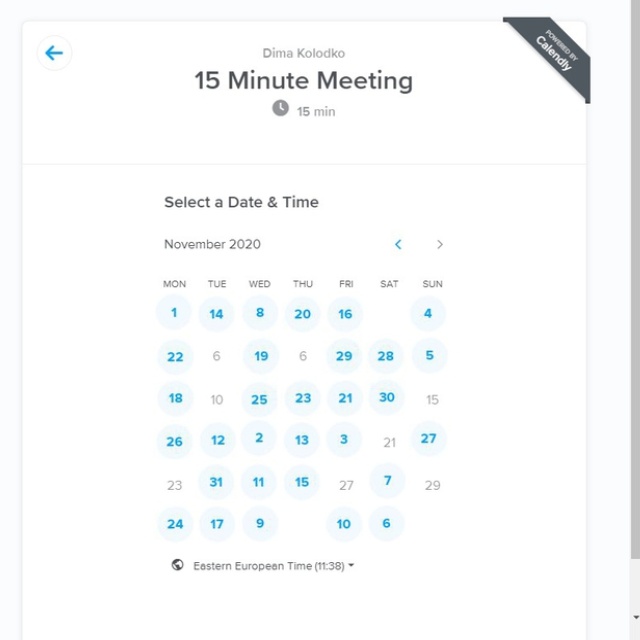 Dima Kolodko
15 Minute Meeting
15 min
POWERED BY
Calendly
Select a Date & Time
November 2020
MON TUE WED THU FRI SAT SUN
1 14 8 20 16 4
22 6 19 6 29 28 5
18 10 25 23 21 30 15
26 12 2 13 3 21 27
23 31 11 15 27 7 29
24 17 9 10 6
Eastern European Time (11:38)